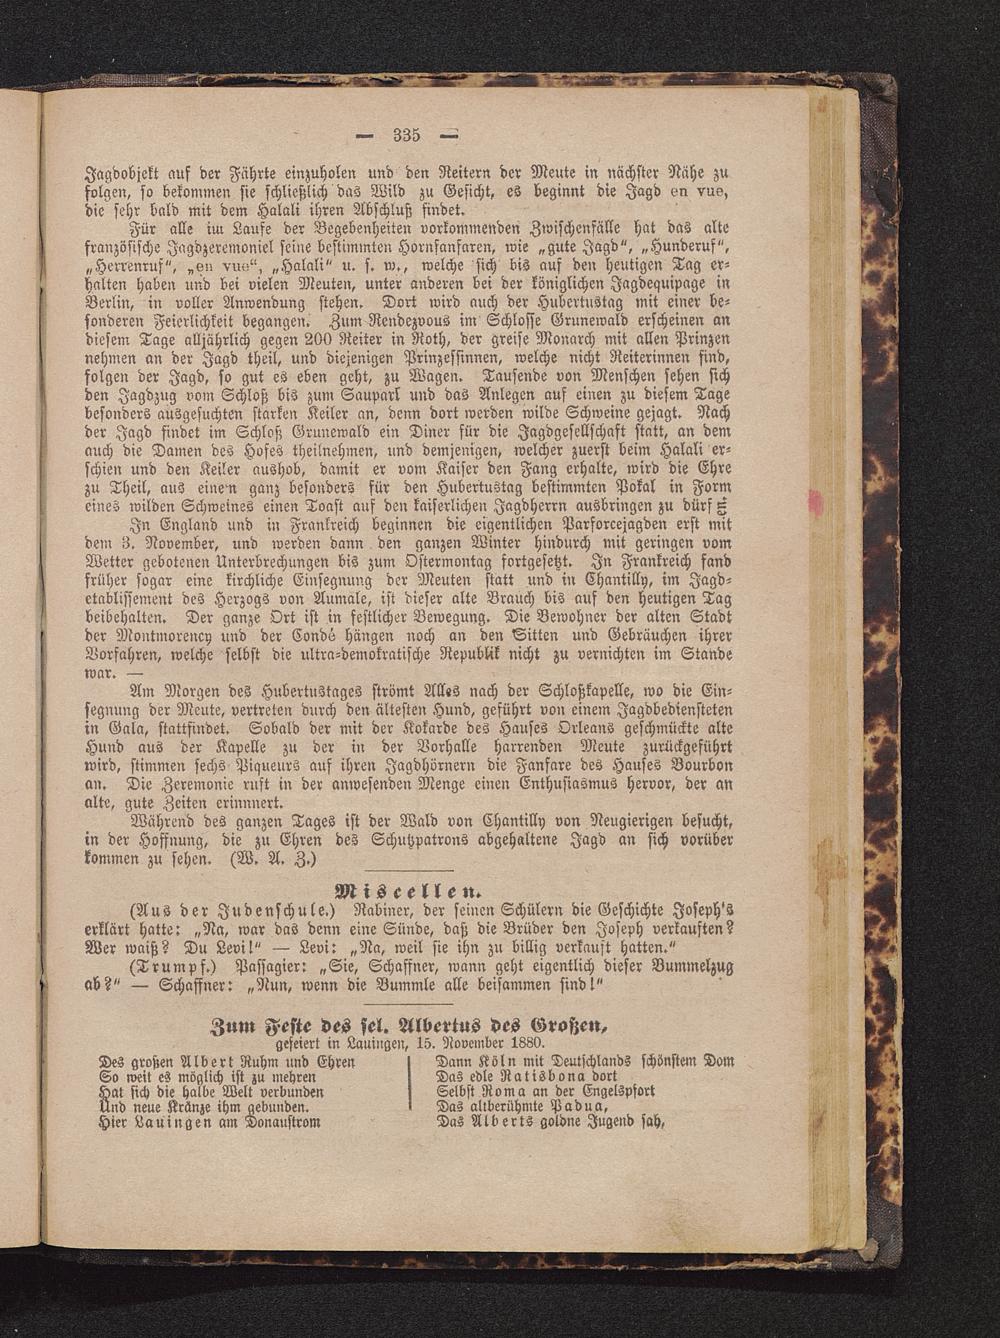 — 335 —
Jagdobjekt auf der Fährte einzuholen und den Reitern der Meute in nächster Nähe zu
folgen, so bekommen sie schließlich das Wild zu Gesicht, es beginnt die Jagd en vue,
die sehr bald mit dem Halali ihren Abschluß findet.
Für alle im Laufe der Begebenheiten vorkommenden Zwischenfälle hat das alte
französische Jagdzeremoniel seine bestimmten Hornfanfaren, wie „gute Jagd“, „Hunderuf“,
„Herrenruf“, „en vue“, „Halali“ u. s. w., welche sich bis auf den heutigen Tag er-
halten haben und bei vielen Meuten, unter anderen bei der königlichen Jagdequipage in
Berlin, in voller Anwendung stehen. Dort wird auch der Hubertustag mit einer be-
sonderen Feierlichkeit begangen. Zum Rendezvous im Schlosse Grunewald erscheinen an
diesem Tage alljährlich gegen 200 Reiter in Roth, der greise Monarch mit allen Prinzen
nehmen an der Jagd theil, und diejenigen Prinzessinnen, welche nicht Reiterinnen sind,
folgen der Jagd, so gut es eben geht, zu Wagen. Tausende von Menschen sehen sich
den Jagdzug vom Schloß bis zum Sauparl und das Anlegen auf einen zu diesem Tage
besonders ausgesuchten starken Keiler an, denn dort werden wilde Schweine gejagt. Nach
der Jagd findet im Schloß Grunewald ein Diner für die Jagdgesellschaft statt, an dem
auch die Damen des Hofes theilnehmen, und demjenigen, welcher zuerst beim Halali er-
schien und den Keiler aushob, damit er vom Kaiser den Fang erhalte, wird die Ehre
zu Theil, aus einen ganz besonders für den Hubertustag bestimmten Pokal in Form
eines wilden Schweines einen Toast auf den kaiserlichen Jagdherrn ausbringen zu dürfen.
In England und in Frankreich beginnen die eigentlichen Parforcejagden erst mit
dem 3. November, und werden dann den ganzen Winter hindurch mit geringen vom
Wetter gebotenen Unterbrechungen bis zum Ostermontag fortgesetzt. In Frankreich fand
früher sogar eine kirchliche Einsegnung der Meuten statt und in Chantilly, im Jagd-
etablissement des Herzogs von Aumale, ist dieser alte Brauch bis auf den heutigen Tag
beibehalten. Der ganze Ort ist in festlicher Bewegung. Die Bewohner der alten Stadt
der Montmorency und der Condé hängen noch an den Sitten und Gebräuchen ihrer
Vorfahren, welche selbst die ultra-demokratische Republik nicht zu vernichten im Stande
war. —
Am Morgen des Hubertustages strömt Alles nach der Schloßkapelle, wo die Ein-
segnung der Meute, vertreten durch den ältesten Hund, geführt von einem Jagdbediensteten
in Gala, stattfindet. Sobald der mit der Kokarde des Hauses Orleans geschmückte alte
Hund aus der Kapelle zu der in der Vorhalle harrenden Meute zurückgeführt
wird, stimmen sechs Piqueurs auf ihren Jagdhörnern die Fanfare des Hauses Bourbon
an. Die Zeremonie ruft in der anwesenden Menge einen Enthusiasmus hervor, der an
alte, gute Zeiten erinnnert.
Während des ganzen Tages ist der Wald von Chantilly von Neugierigen besucht,
in der Hoffnung, die zu Ehren des Schutzpatrons abgehaltene Jagd an sich vorüber
kommen zu sehen. (W. A. Z.)
Miscellen.
(Aus der Judenschule.) Rabiner, der seinen Schülern die Geschichte Joseph's
erklärt hatte: „Na, war das denn eine Sünde, daß die Brüder den Joseph verkauften?
Wer waiß? Du Levi!“ — Levi: „Na, weil sie ihn zu billig verkauft hatten.“
(Trumpf.) Passagier: „Sie, Schaffner, wann geht eigentlich dieser Bummelzug
ab?“ — Schaffner: „Nun, wenn die Bummle alle beisammen sind!“
Zum Feste des sel. Albertus des Großen,
gefeiert in Lauingen, 15. November 1880.
Des großen Albert Ruhm und Ehren
So weit es möglich ist zu mehren
Hat sich die halbe Welt verbunden
Und neue Kränze ihm gebunden.
Hier Lauingen am Donaustrom
Dann Köln mit Deutschlands schönstem Dom
Das edle Ratisbona dort
Selbst Roma an der Engelspfort
Das altberühmte Padua,
Das Alberts goldne Jugend sah,